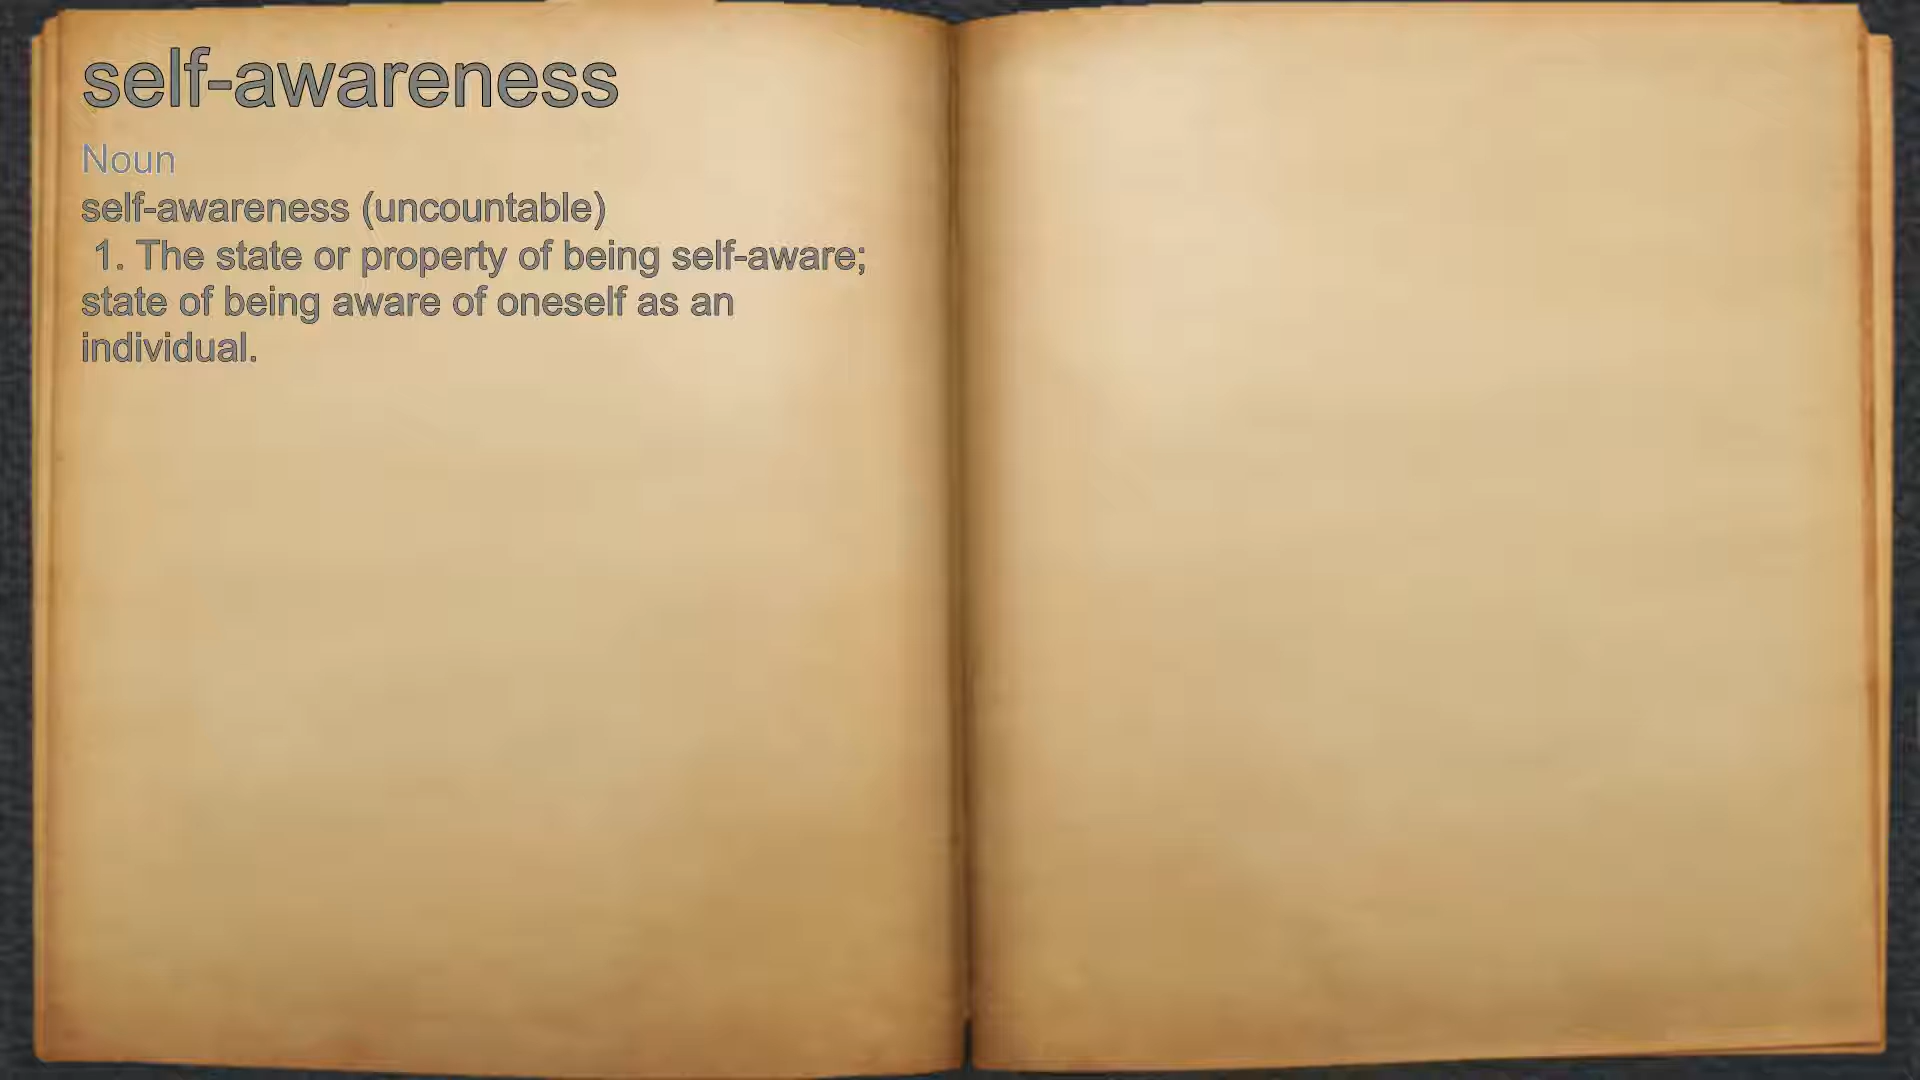 self-awareness
Noun
self-awareness (uncountable)
1. The state or property of being self-aware;
state of being aware of oneself as an
individual.